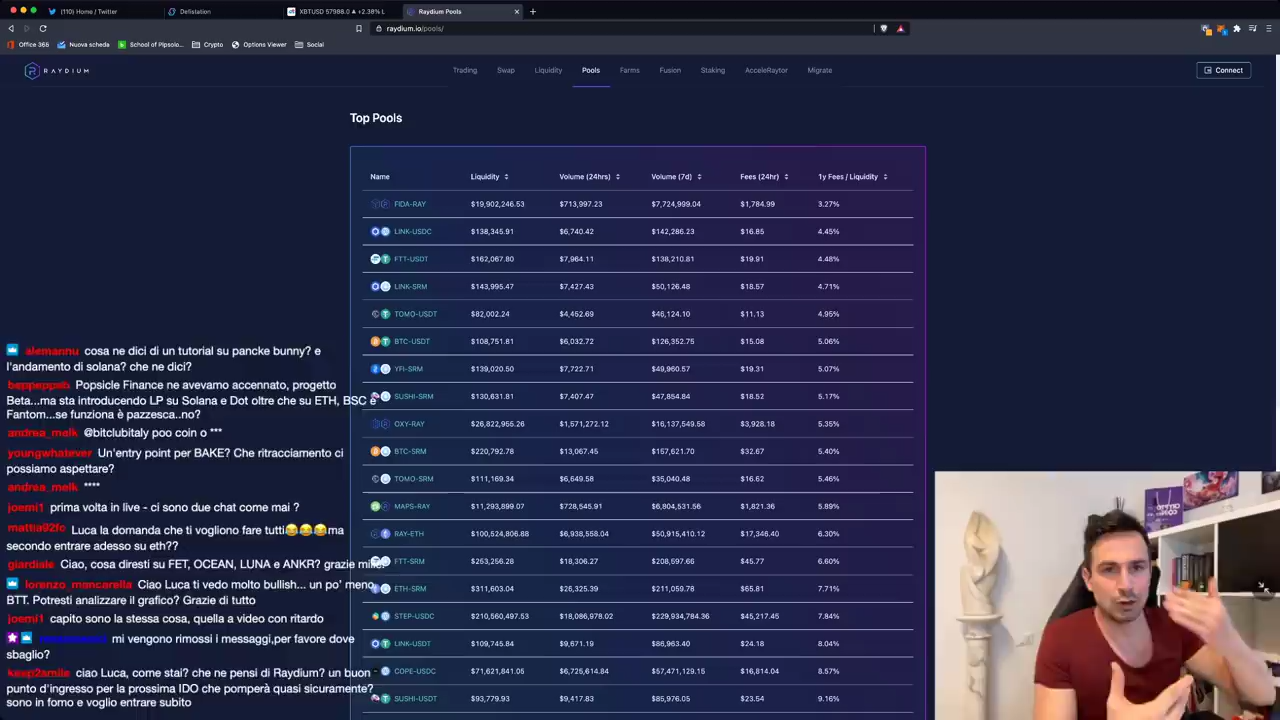 (110) Home / Twitter
Defistation
XBTUSD 57988.0 ▲ +2.38% L
Raydium Pools
raydium.io/pools/
Office 365
Nuova scheda
School of Pipsolo...
Crypto
Options Viewer
Social
RAYDIUM
Trading
Swap
Liquidity
Pools
Farms
Fusion
Staking
AcceleRaytor
Migrate
Connect
Top Pools
Name Liquidity Volume (24hrs) Volume (7d) Fees (24hr) 1y Fees / Liquidity
FIDA-RAY $19,902,246.53 $713,997.23 $7,724,999.04 $1,784.99 3.27%
LINK-USDC $138,345.91 $6,740.42 $142,286.23 $16.85 4.45%
FTT-USDT $162,067.80 $7,964.11 $138,210.81 $19.91 4.48%
LINK-SRM $143,995.47 $7,427.43 $50,126.48 $18.57 4.71%
TOMO-USDT $82,002.24 $4,452.69 $46,124.10 $11.13 4.95%
BTC-USDT $108,751.81 $6,032.72 $126,352.75 $15.08 5.06%
YFI-SRM $139,020.50 $7,722.71 $49,960.57 $19.31 5.07%
SUSHI-SRM $130,631.81 $7,407.47 $47,854.84 $18.52 5.17%
OXY-RAY $26,822,955.26 $1,571,272.12 $16,137,549.58 $3,928.18 5.35%
BTC-SRM $220,792.78 $13,067.45 $157,621.70 $32.67 5.40%
TOMO-SRM $111,169.34 $6,649.58 $35,040.48 $16.62 5.46%
MAPS-RAY $11,293,899.07 $728,545.91 $6,804,531.56 $1,821.36 5.89%
RAY-ETH $100,524,806.88 $6,938,558.04 $50,915,410.12 $17,346.40 6.30%
FTT-SRM $253,256.28 $18,306.27 $208,597.66 $45.77 6.60%
ETH-SRM $311,603.04 $26,325.39 $211,059.78 $65.81 7.71%
STEP-USDC $210,560,497.53 $18,086,978.02 $229,934,784.36 $45,217.45 7.84%
LINK-USDT $109,745.84 $9,671.19 $86,963.40 $24.18 8.04%
COPE-USDC $71,621,841.05 $6,725,614.84 $57,471,129.15 $16,814.04 8.57%
SUSHI-USDT $93,779.93 $9,417.83 $85,976.05 $23.54 9.16%
alemannu cosa ne dici di un tutorial su pancke bunny? e
l'andamento di solana? che ne dici?
Popsicle Finance ne avevamo accennato, progetto
Beta...ma sta introducendo LP su Solana e Dot oltre che su ETH, BSC e
Fantom...se funziona è pazzesca..no?
andrea_melk @bitclubitaly poo coin o ***
youngwhatever Un'entry point per BAKE? Che ritracciamento ci
possiamo aspettare?
andrea_melk ****
joemi1 prima volta in live - ci sono due chat come mai ?
mattia92fc Luca la domanda che ti vogliono fare tutti😂😂😂ma
secondo entrare adesso su eth??
giardiale Ciao, cosa diresti su FET, OCEAN, LUNA e ANKR? grazie mille
lorenzo_mancarella Ciao Luca ti vedo molto bullish... un po' meno
BTT. Potresti analizzare il grafico? Grazie di tutto
joemi1 capito sono la stessa cosa, quella a video con ritardo
mi vengono rimossi i messaggi,per favore dove
sbaglio?
kexp2smile ciao Luca, come stai? che ne pensi di Raydium? un buon
punto d'ingresso per la prossima IDO che pomperà quasi sicuramente?
sono in fomo e voglio entrare subito